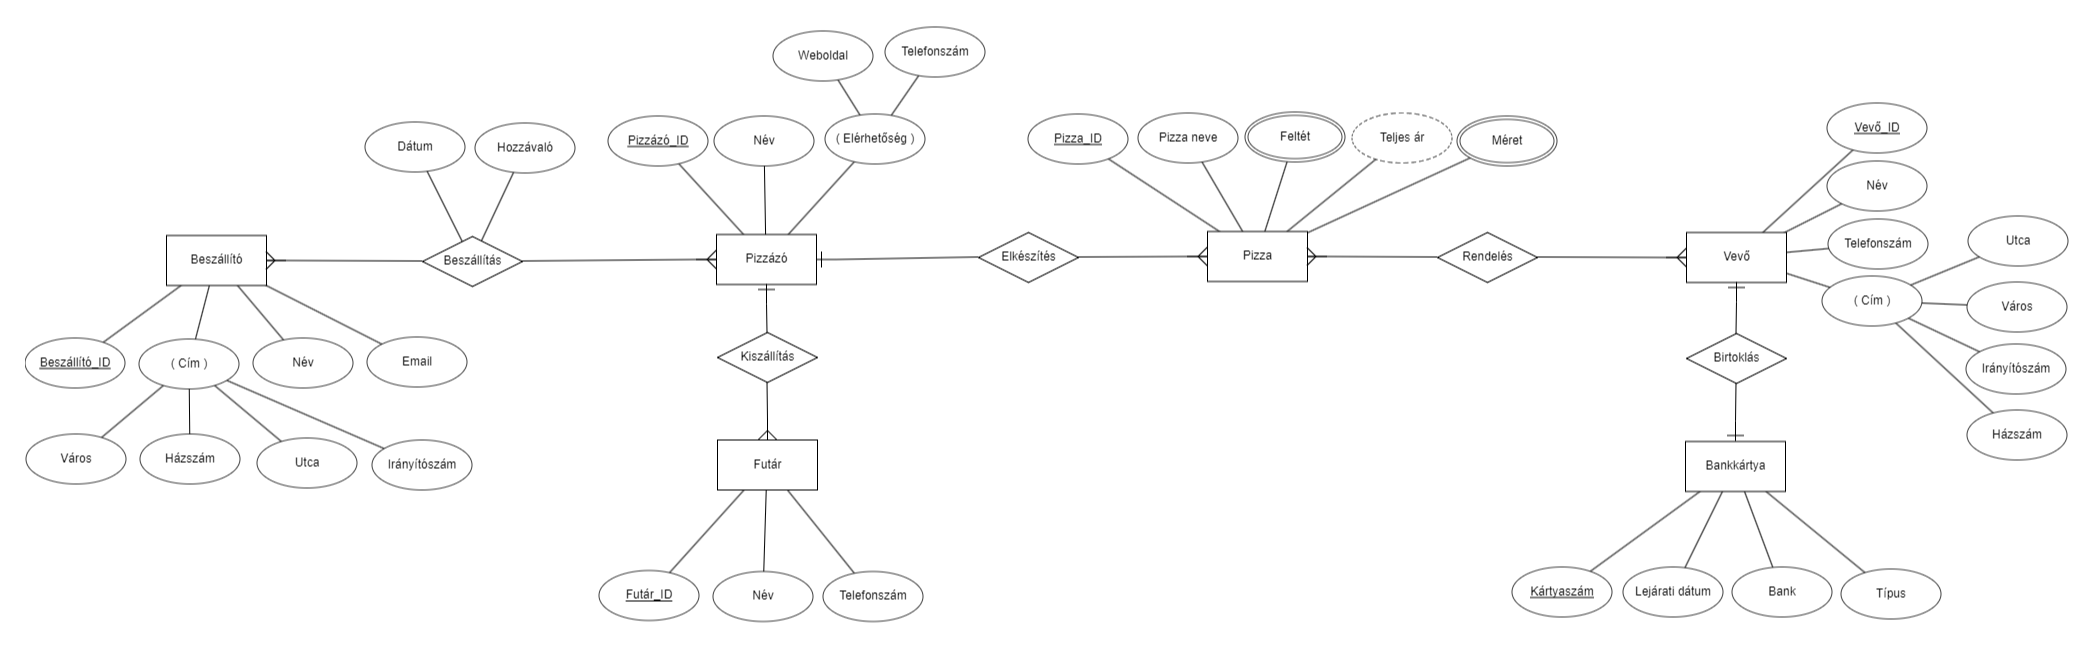 Weboldal
Telefonszám
Dátum
Hozzávaló
Pizzázó_ID
Név
( Elérhetőség )
Pizza_ID
Pizza neve
Feltét
Teljes ár
Méret
Vevő_ID
Név
Telefonszám
( Cím )
Utca
Város
Irányítószám
Házszám
Beszállító
Beszállítás
Pizzázó
Elkészítés
Pizza
Rendelés
Vevő
Beszállító_ID
( Cím )
Név
Email
Kiszállítás
Birtoklás
Város
Házszám
Utca
Irányítószám
Futár
Bankkártya
Futár_ID
Név
Telefonszám
Kártyaszám
Lejárati dátum
Bank
Típus